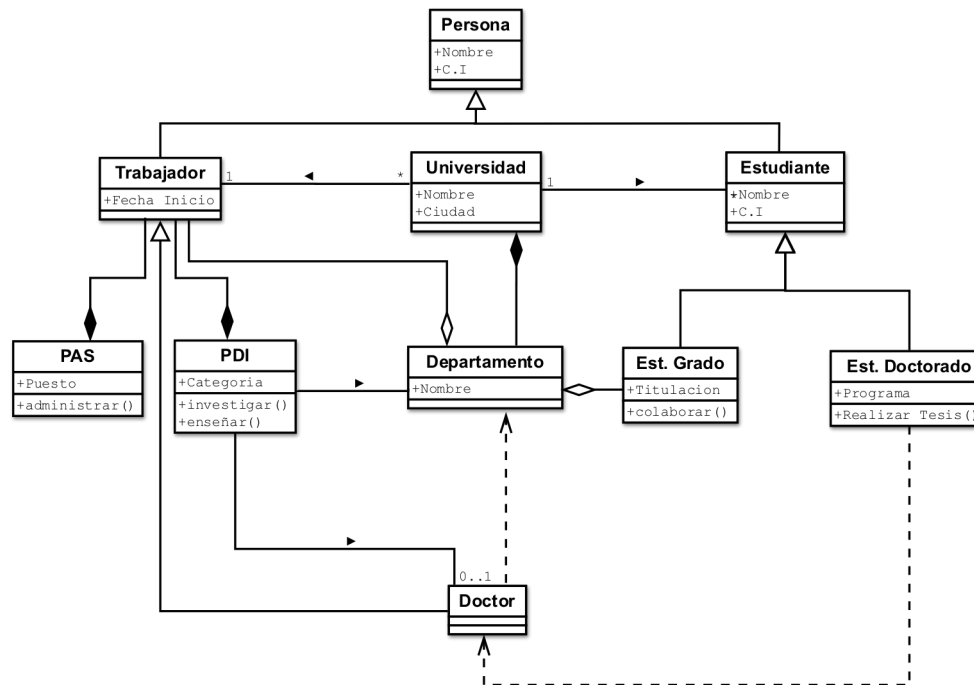 Persona
+Nombre
+C.I
Trabajador
+Fecha Inicio
1
*
Universidad
+Nombre
+Ciudad
1
Estudiante
*
+Nombre
+C.I
PAS
+Puesto
+administrar()
PDI
+Categoria
+investigar()
+enseñar()
Departamento
+Nombre
Est. Grado
+Titulacion
+colaborar()
Est. Doctorado
+Programa
+Realizar Tesis()
0..1
Doctor